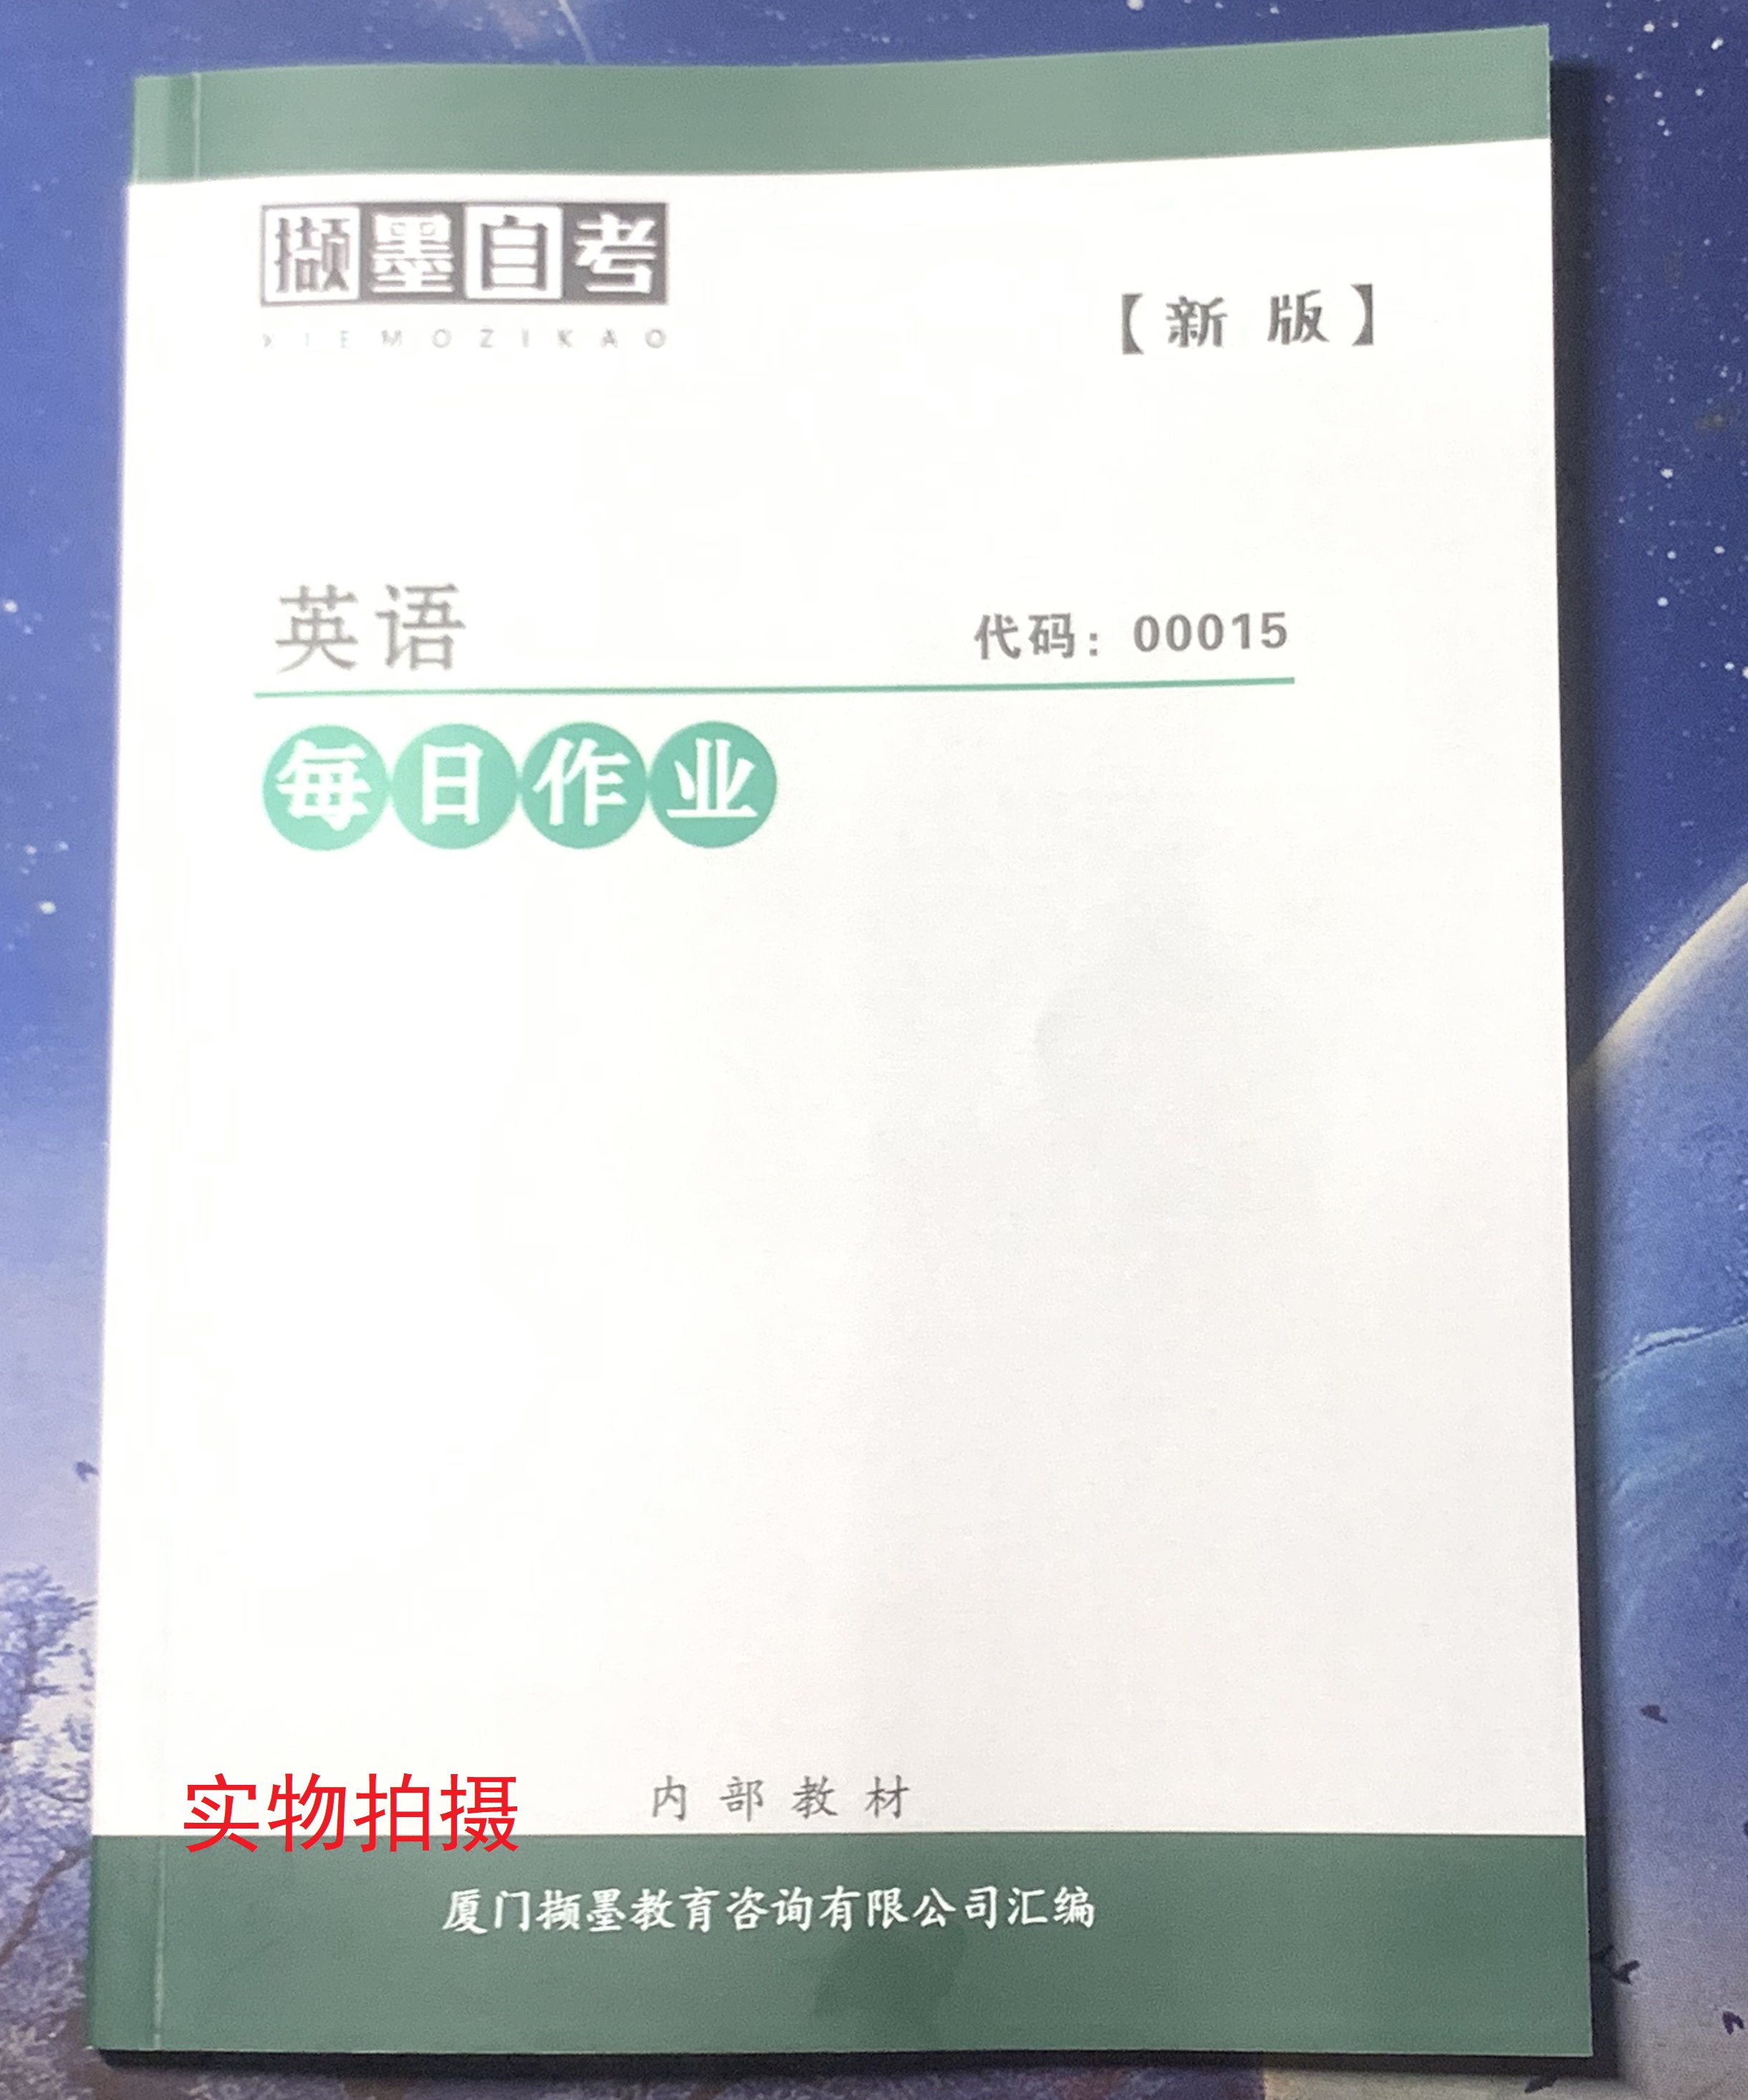 撷墨自考
XIEMOZIKAO
【新 版】
英语
代码：00015
每日作业
实物拍摄
内部教材
厦门撷墨教育咨询有限公司汇编